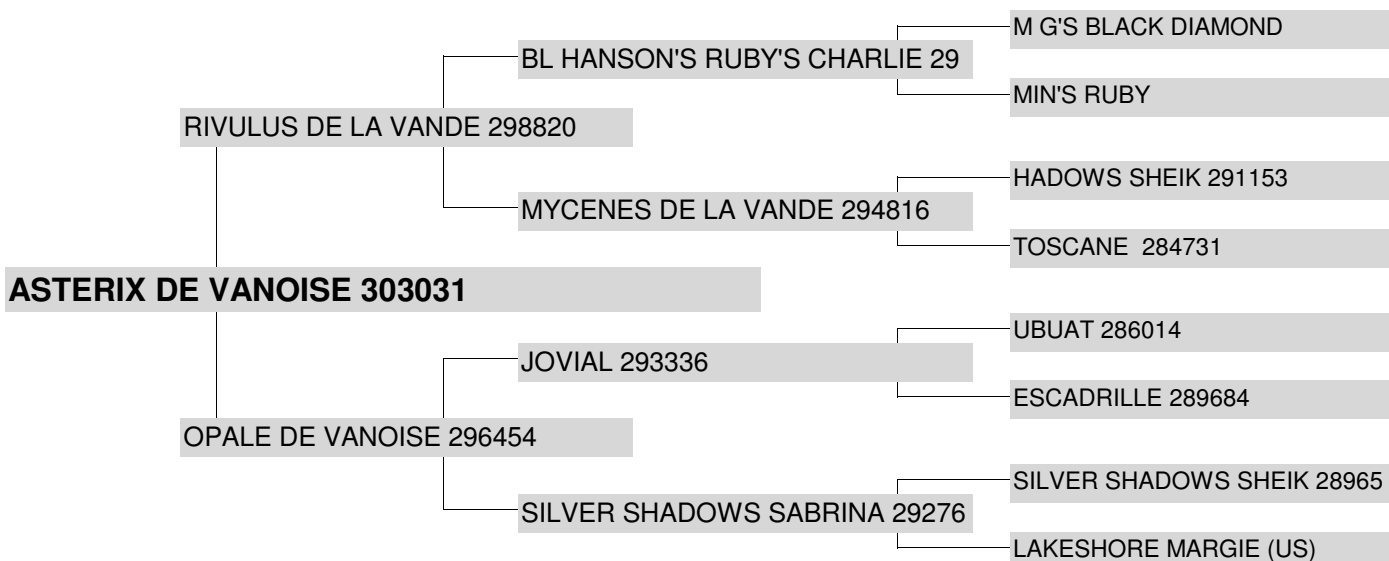 M G'S BLACK DIAMOND
BL HANSON'S RUBY'S CHARLIE 29
MIN'S RUBY
RIVULUS DE LA VANDE 298820
HADOWS SHEIK 291153
MYCENES DE LA VANDE 294816
TOSCANE 284731
ASTERIX DE VANOISE 303031
UBUAT 286014
JOVIAL 293336
ESCADRILLE 289684
OPALE DE VANOISE 296454
SILVER SHADOWS SHEIK 28965
SILVER SHADOWS SABRINA 29276
LAKESHORE MARGIE (US)